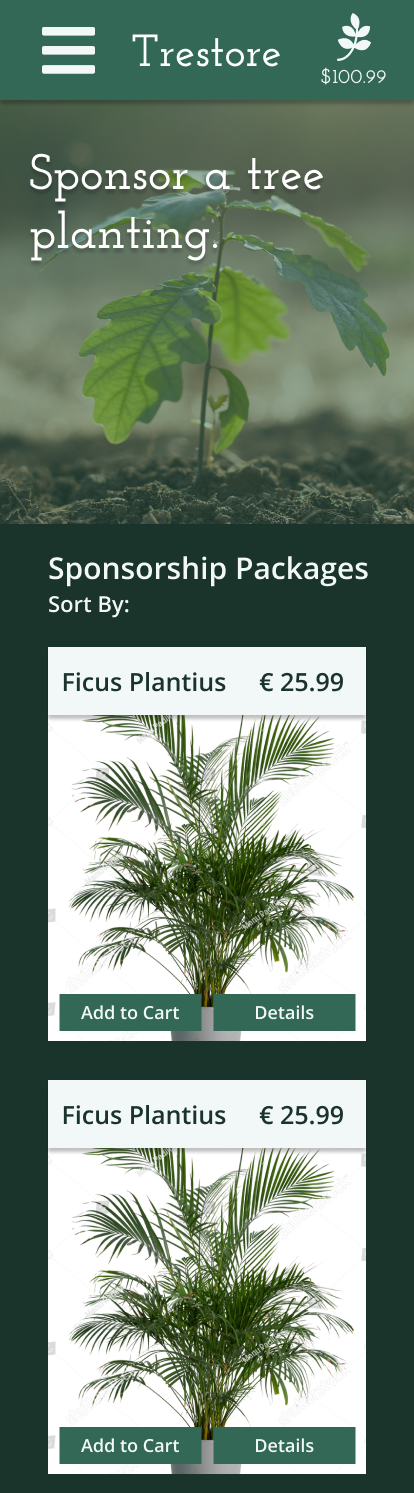 Trestore
$100.99
Sponsor a tree
planting.
Sponsorship Packages
Sort By:
Ficus Plantius € 25.99
Add to Cart Details
Ficus Plantius € 25.99
Add to Cart Details